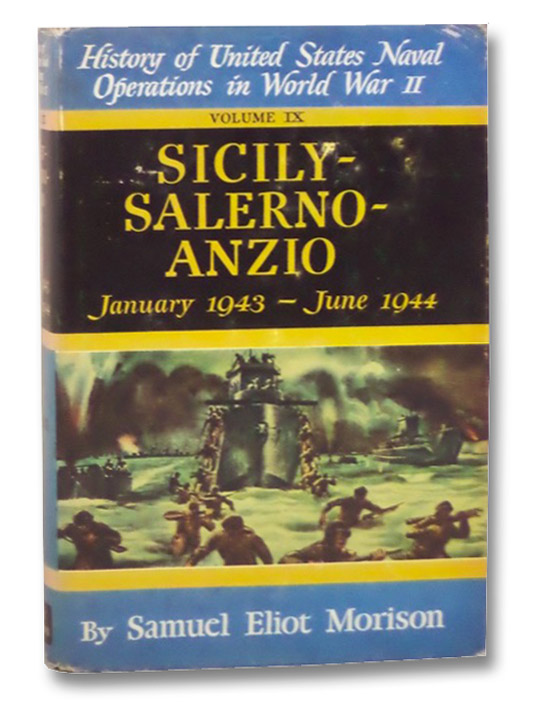 History of United States Naval
Operations in World War II
VOLUME IX
SICILY-
SALERNO-
ANZIO
January 1943 – June 1944
By Samuel Eliot Morison